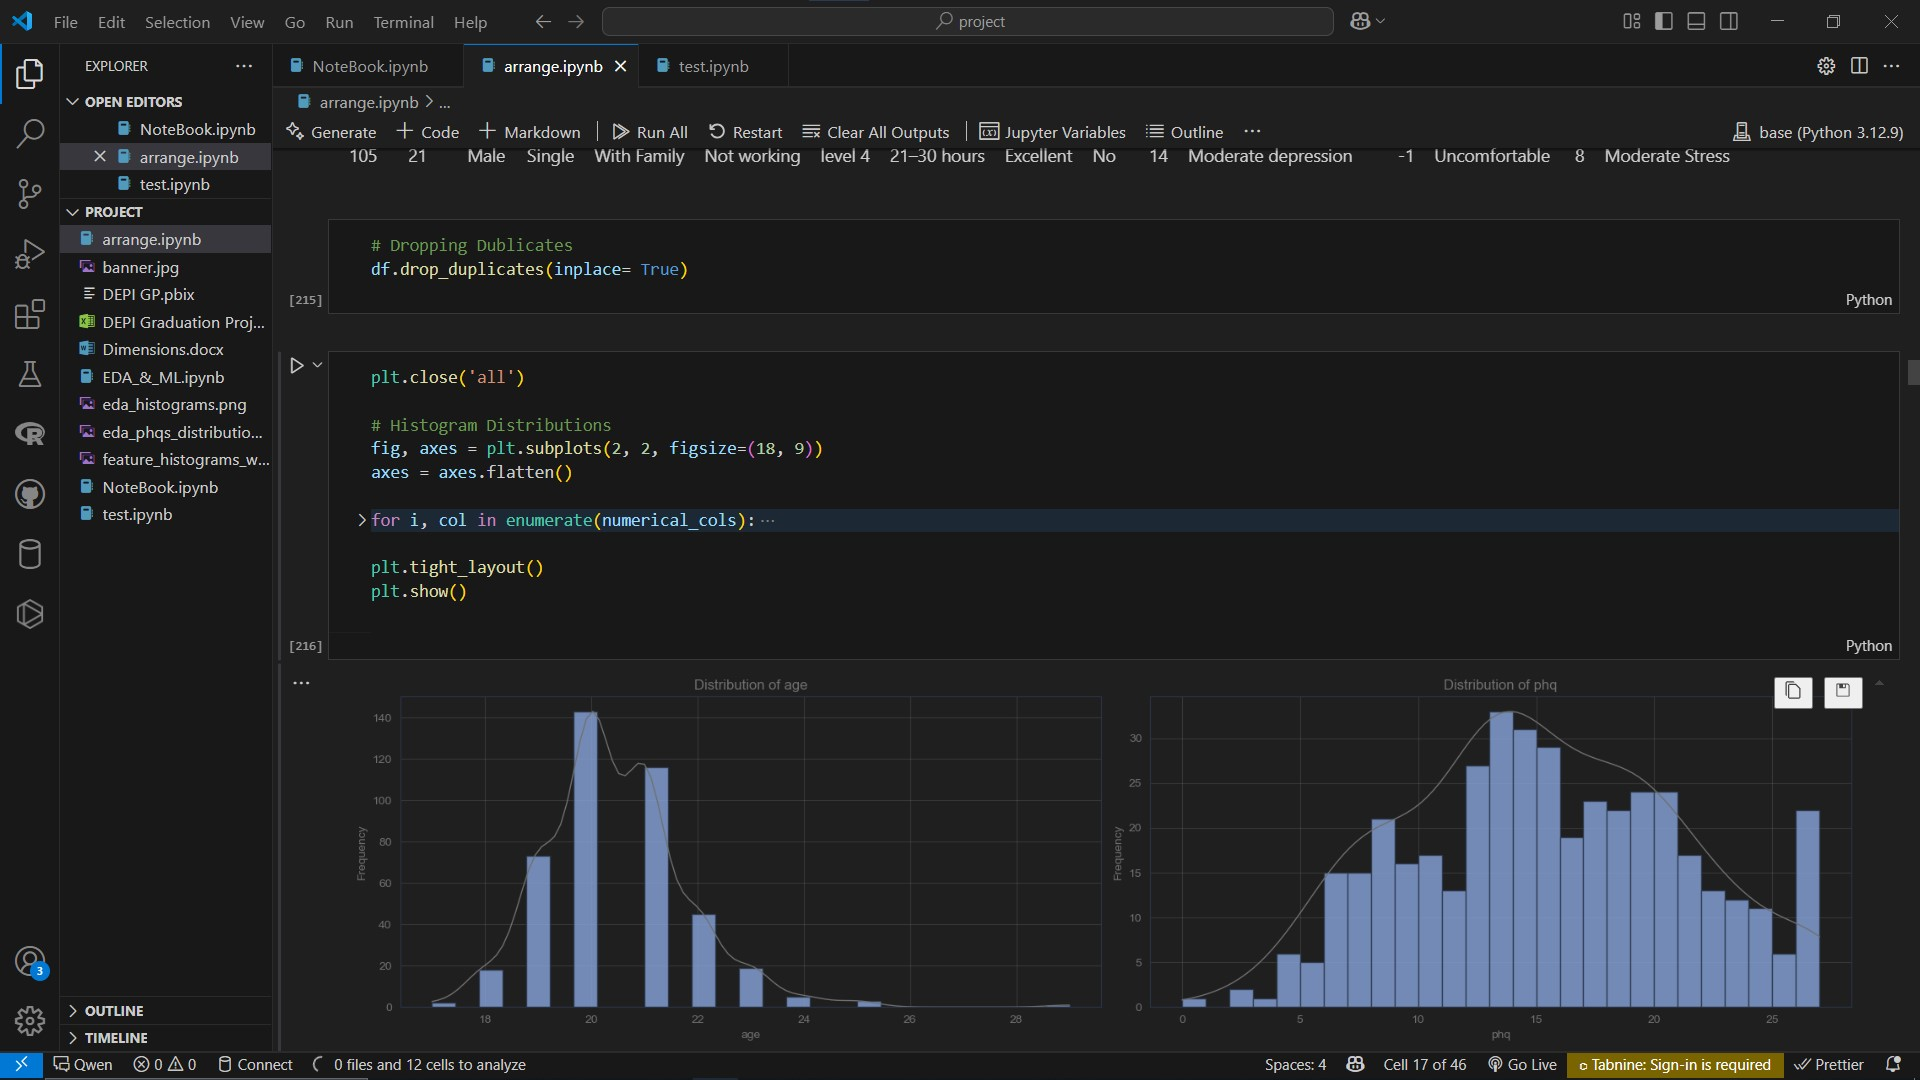 File Edit Selection View Go Run Terminal Help
project
EXPLORER
OPEN EDITORS
NoteBook.ipynb
arrange.ipynb
test.ipynb
PROJECT
arrange.ipynb
banner.jpg
DEPI GP.pbix
DEPI Graduation Proj...
Dimensions.docx
EDA_&_ML.ipynb
eda_histograms.png
eda_phqs_distributio...
feature_histograms_w...
NoteBook.ipynb
test.ipynb
OUTLINE
TIMELINE
3
NoteBook.ipynb arrange.ipynb test.ipynb
arrange.ipynb > ...
Generate + Code + Markdown Run All Restart Clear All Outputs Jupyter Variables Outline ... base (Python 3.12.9)
105 21 Male Single With Family Not working level 4 21–30 hours Excellent No 14 Moderate depression -1 Uncomfortable 8 Moderate Stress
# Dropping Dublicates
df.drop_duplicates(inplace= True)
[215]
Python
plt.close('all')
# Histogram Distributions
fig, axes = plt.subplots(2, 2, figsize=(18, 9))
axes = axes.flatten()
for i, col in enumerate(numerical_cols):...
plt.tight_layout()
plt.show()
[216]
Python
Distribution of age
140
120
100
80
60
40
20
0
Frequency
18 20 22 24 26 28
age
Distribution of phq
30
25
20
15
10
5
0
Frequency
0 5 10 15 20 25
phq
Qwen 0 0 Connect 0 files and 12 cells to analyze
Spaces: 4 Cell 17 of 46 Go Live Tabnine: Sign-in is required Prettier